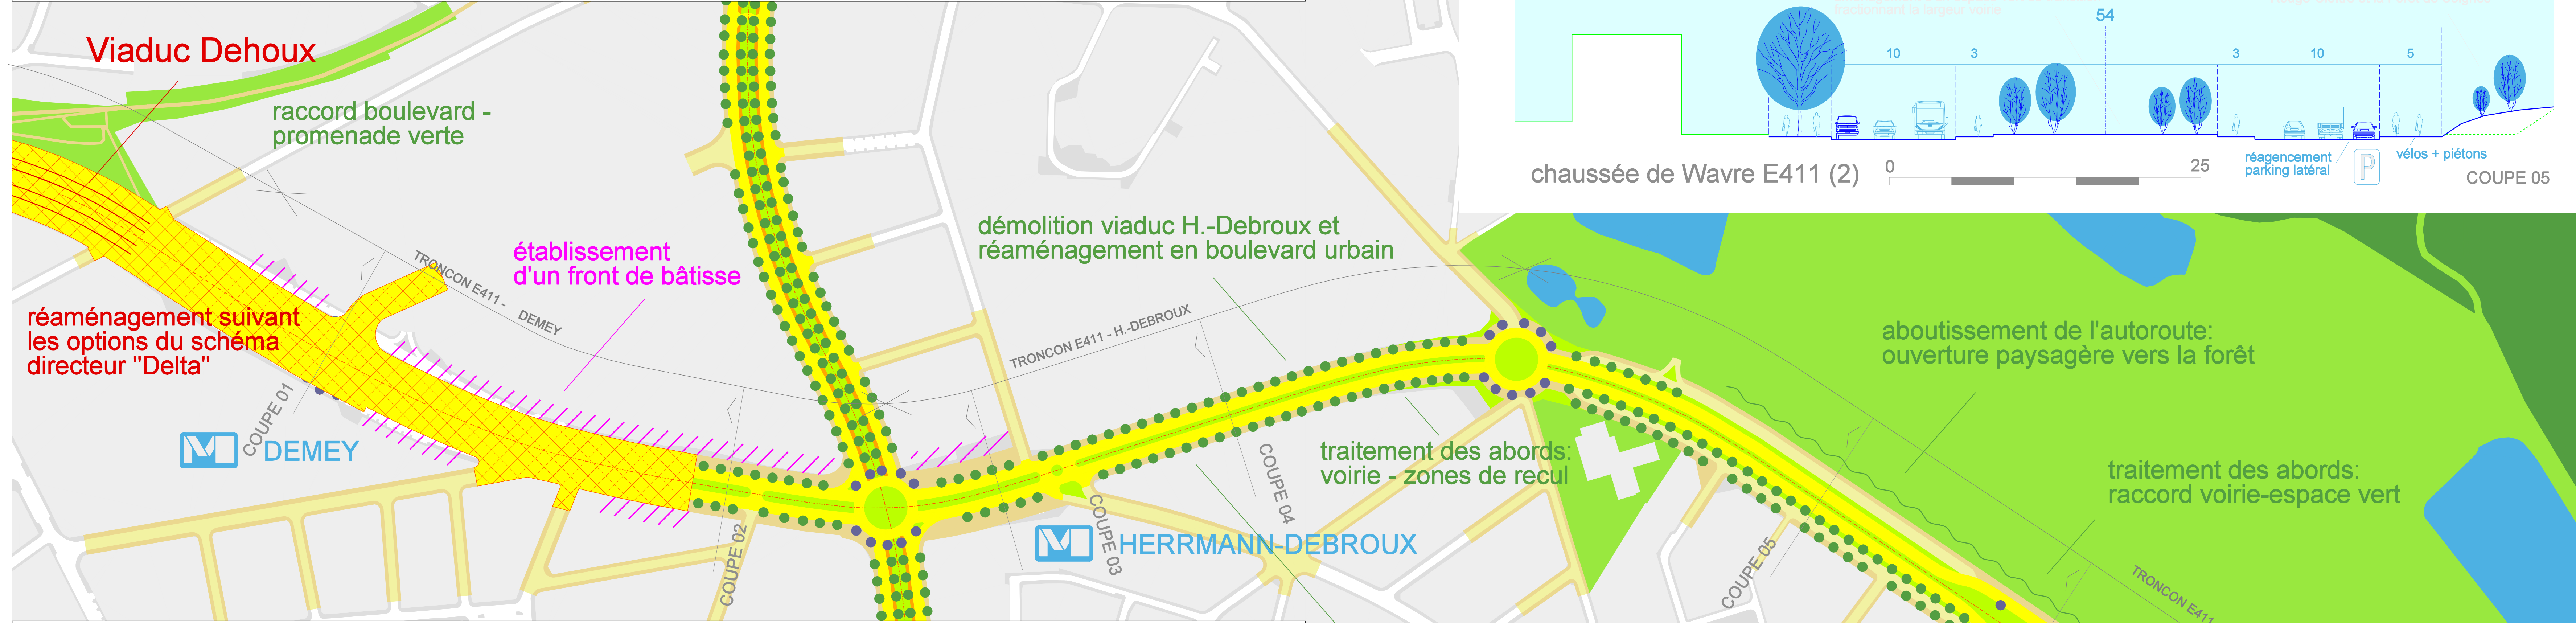 Viaduc Dehoux
raccord boulevard -
promenade verte
établissement
d'un front de bâtisse
TRONCON E411 -
DEMEY
réaménagement suivant
les options du schéma
directeur "Delta"
COUPE 01
DEMEY
COUPE 02
démolition viaduc H.-Debroux et
réaménagement en boulevard urbain
TRONCON E411 - H.-DEBROUX
COUPE 03
COUPE 04
HERRMANN-DEBROUX
traitement des abords:
voirie - zones de recul
fractionnant la largeur voirie
54
10
3
3
10
5
réagencement
parking latéral
P
vélos + piétons
chaussée de Wavre E411 (2)
0
25
COUPE 05
aboutissement de l'autoroute:
ouverture paysagère vers la forêt
traitement des abords:
raccord voirie-espace vert
COUPE 05
TRONCON E411